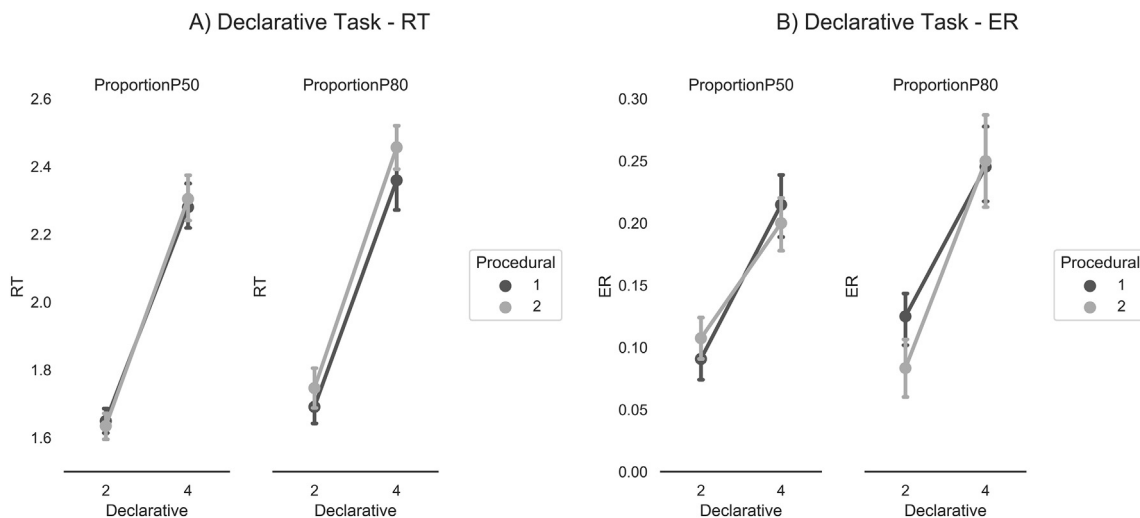 A) Declarative Task - RT
B) Declarative Task - ER
ProportionP50
ProportionP80
ProportionP50
ProportionP80
2.6
2.4
2.2
2.0
1.8
1.6
RT
RT
2
4
2
4
Declarative
Declarative
Procedural
1
2
0.30
0.25
0.20
0.15
0.10
0.05
0.00
ER
ER
2
4
2
4
Declarative
Declarative
Procedural
1
2